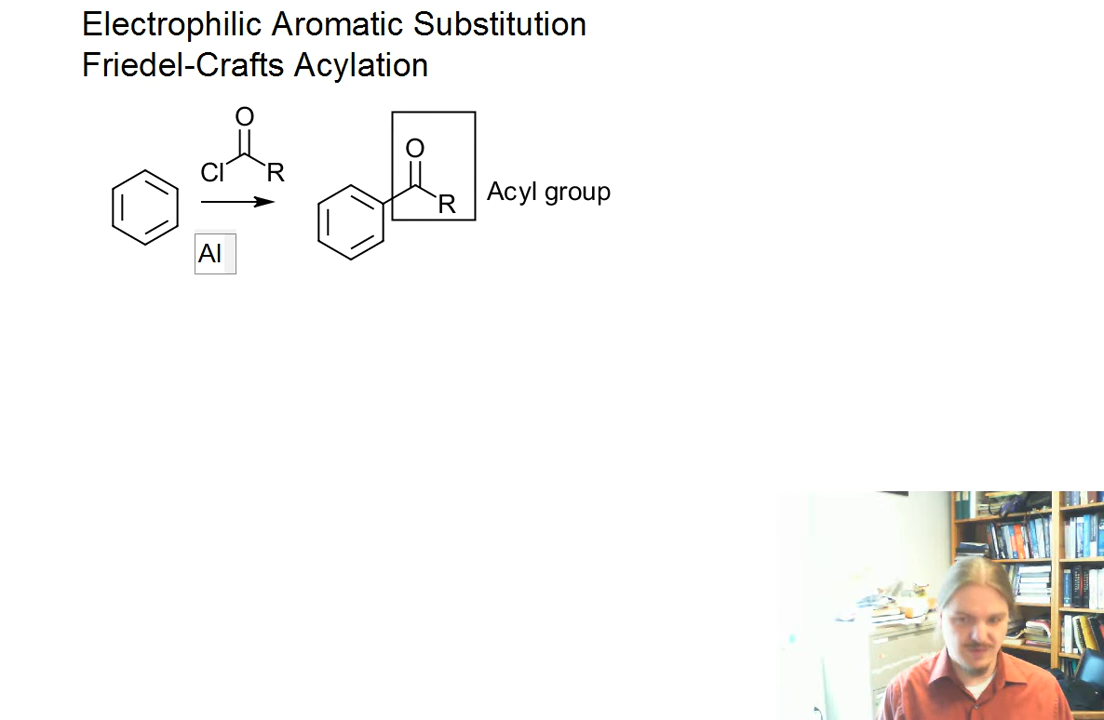 Electrophilic Aromatic Substitution
Friedel-Crafts Acylation
O
Cl R
O
R
Acyl group
Al